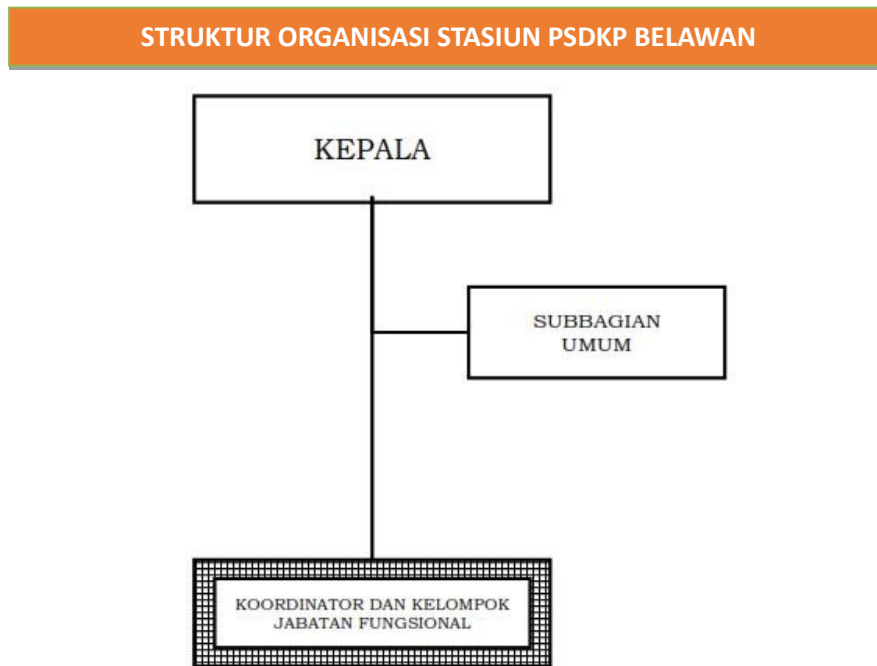 STRUKTUR ORGANISASI STASIUN PSDKP BELAWAN
KEPALA
SUBBAGIAN
UMUM
KOORDINATOR DAN KELOMPOK
JABATAN FUNGSIONAL